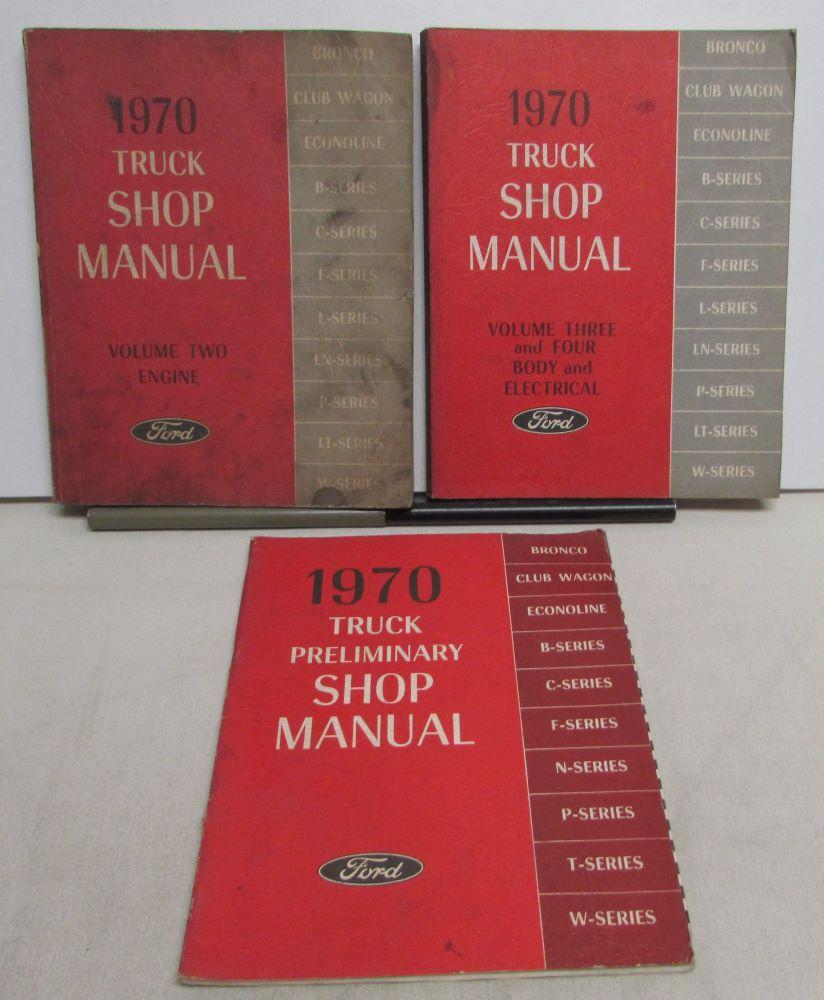 1970
TRUCK
SHOP
MANUAL
VOLUME TWO
ENGINE
Ford
BRONCO
CLUB WAGON
ECONOLINE
B-SERIES
C-SERIES
F-SERIES
L-SERIES
LN-SERIES
P-SERIES
LT-SERIES
W-SERIES
1970
TRUCK
SHOP
MANUAL
VOLUME THREE
and FOUR
BODY and
ELECTRICAL
Ford
BRONCO
CLUB WAGON
ECONOLINE
B-SERIES
C-SERIES
F-SERIES
L-SERIES
LN-SERIES
P-SERIES
LT-SERIES
W-SERIES
1970
TRUCK
PRELIMINARY
SHOP
MANUAL
Ford
BRONCO
CLUB WAGON
ECONOLINE
B-SERIES
C-SERIES
F-SERIES
N-SERIES
P-SERIES
T-SERIES
W-SERIES